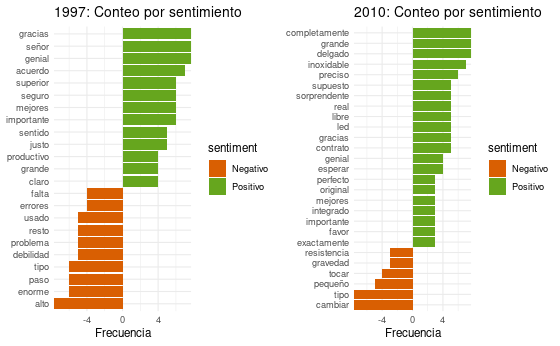 1997: Conteo por sentimiento
gracias
señor
genial
acuerdo
superior
seguro
mejores
importante
sentido
justo
productivo
grande
claro
falta
errores
usado
resto
problema
debilidad
tipo
paso
enorme
alto
-4 0 4
Frecuencia
sentiment
Negativo
Positivo
2010: Conteo por sentimiento
completamente
grande
delgado
inoxidable
preciso
supuesto
sorprendente
real
libre
led
gracias
contrato
genial
esperar
perfecto
original
mejores
integrado
importante
favor
exactamente
resistencia
gravedad
tocar
pequeño
tipo
cambiar
-4 0 4
Frecuencia
sentiment
Negativo
Positivo